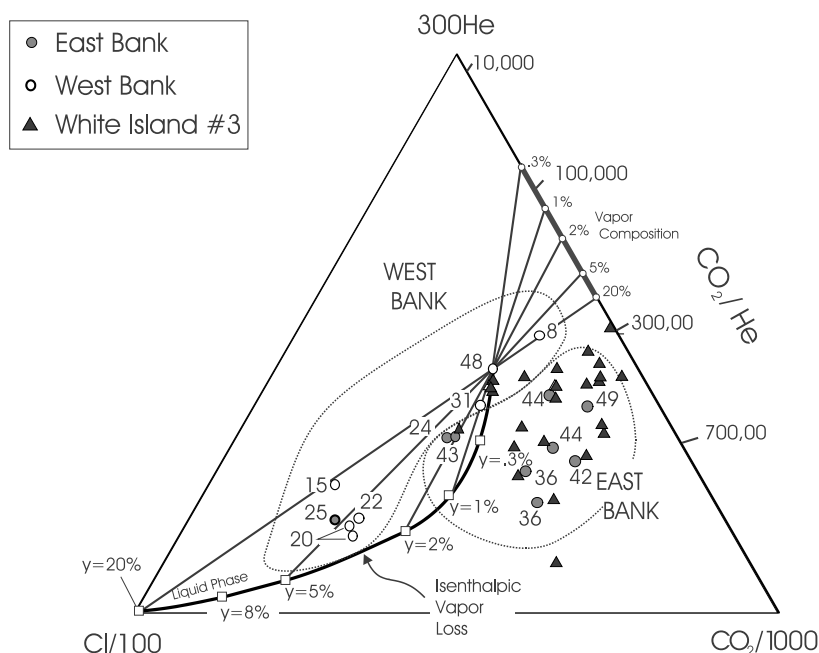 East Bank
West Bank
White Island #3
300He
10,000
.3%
100,000
1%
Vapor
Composition
2%
5%
20%
CO2/He
300,00
WEST
BANK
8
48
31
44
49
24
43
700,00
44
y=.3%
42
36
15
EAST
BANK
25
22
y=1%
36
20
y=2%
y=20%
Liquid Phase
y=5%
Isenthalpic
Vapor
Loss
y=8%
Cl/100
CO2/1000